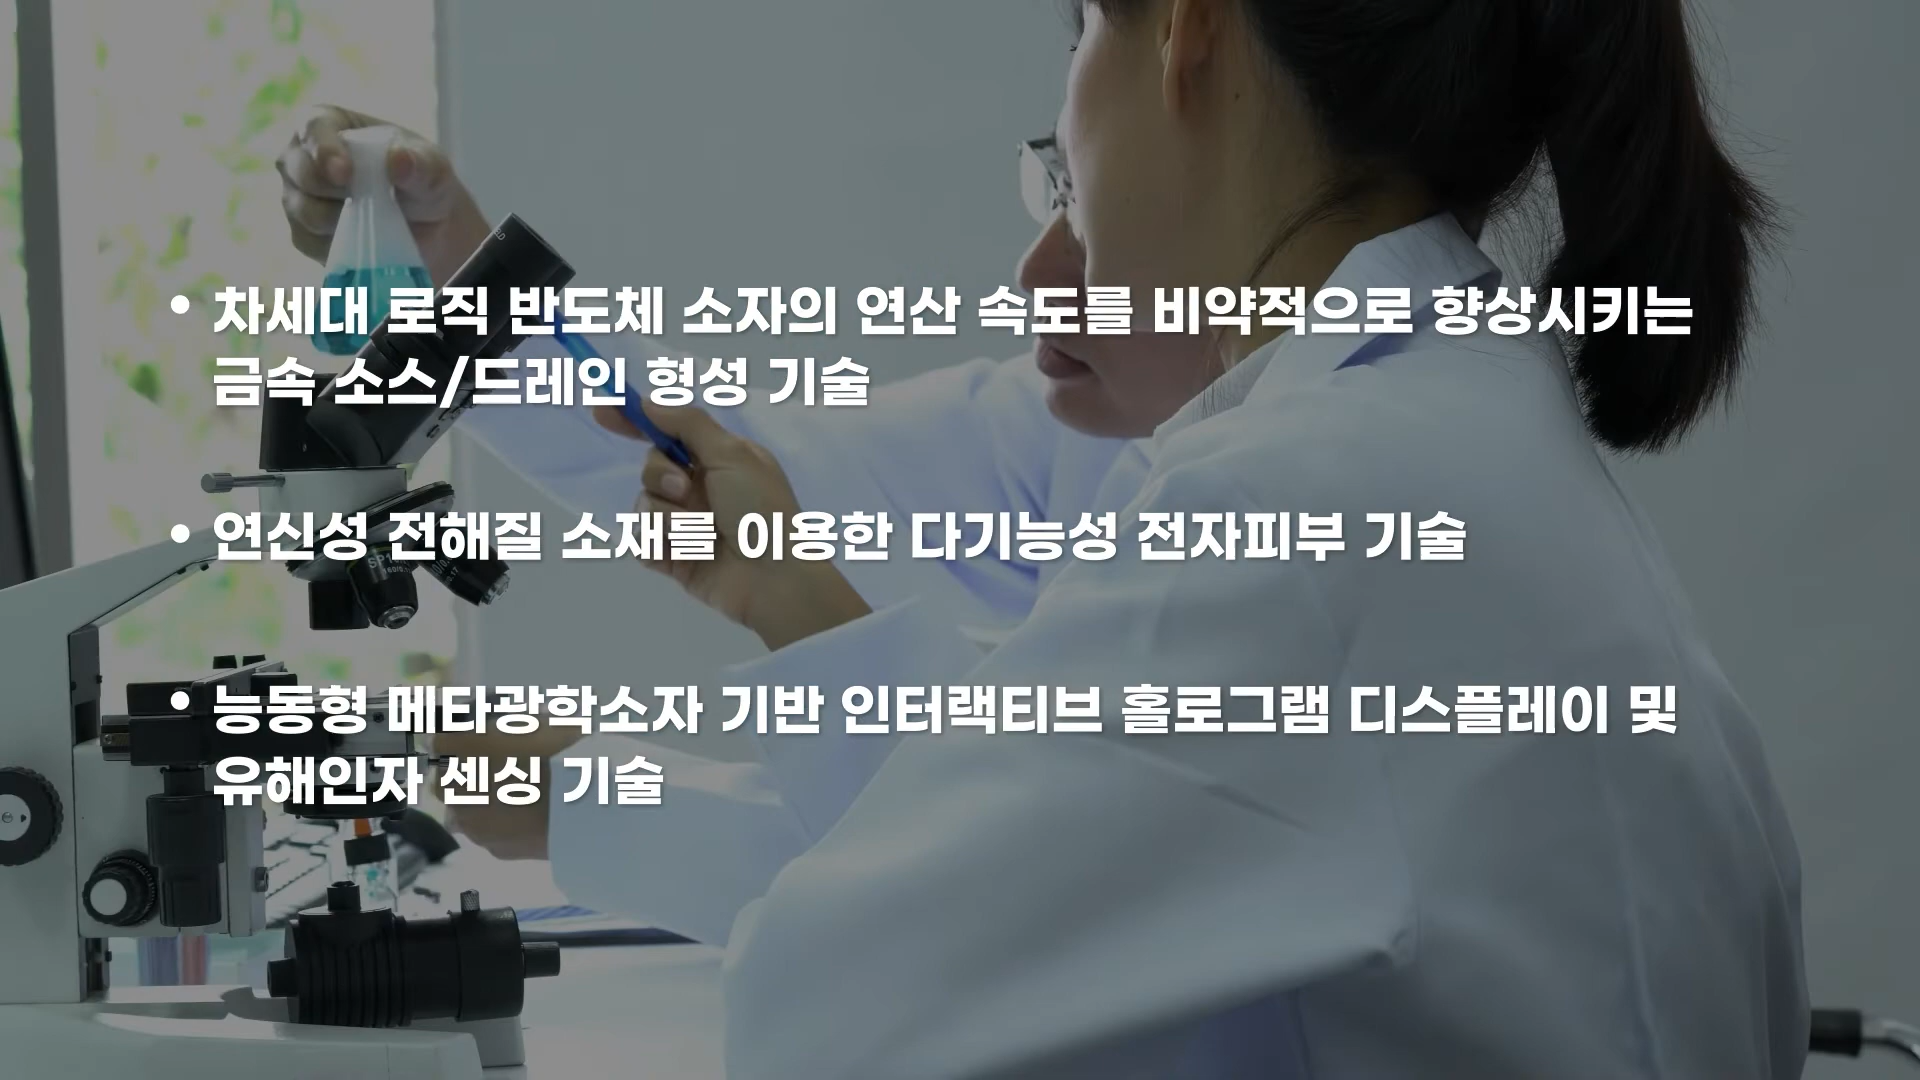 • 차세대 로직 반도체 소자의 연산 속도를 비약적으로 향상시키는
금속 소스/드레인 형성 기술
• 연신성 전해질 소재를 이용한 다기능성 전자피부 기술
• 능동형 메타광학소자 기반 인터랙티브 홀로그램 디스플레이 및
유해인자 센싱 기술